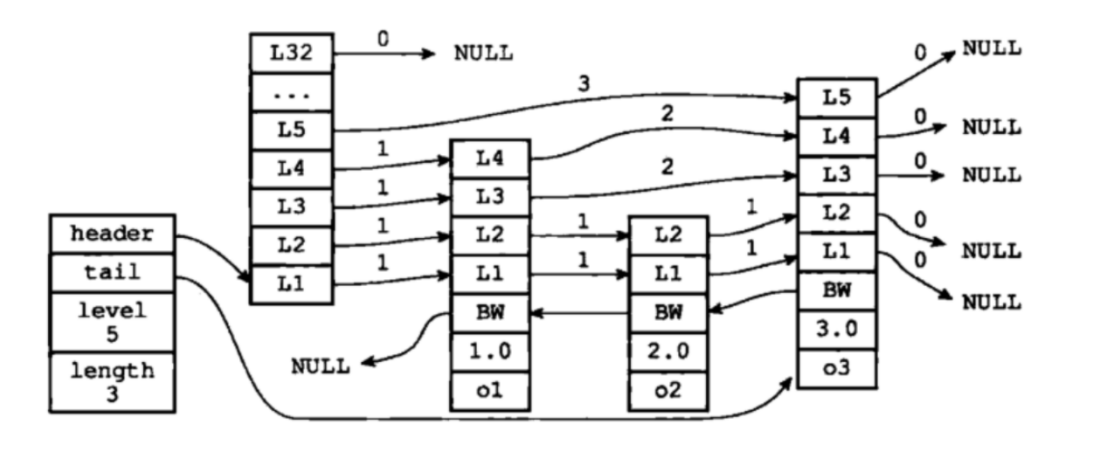 header
tail
level
5
length
3
L32
...
L5
L4
L3
L2
L1
0
NULL
3
1
1
1
1
L4
L3
L2
L1
BW
1.0
o1
NULL
2
2
1
1
L2
L1
BW
2.0
o2
1
1
L5
L4
L3
L2
L1
BW
3.0
o3
0
NULL
0
NULL
0
NULL
0
NULL
0
NULL